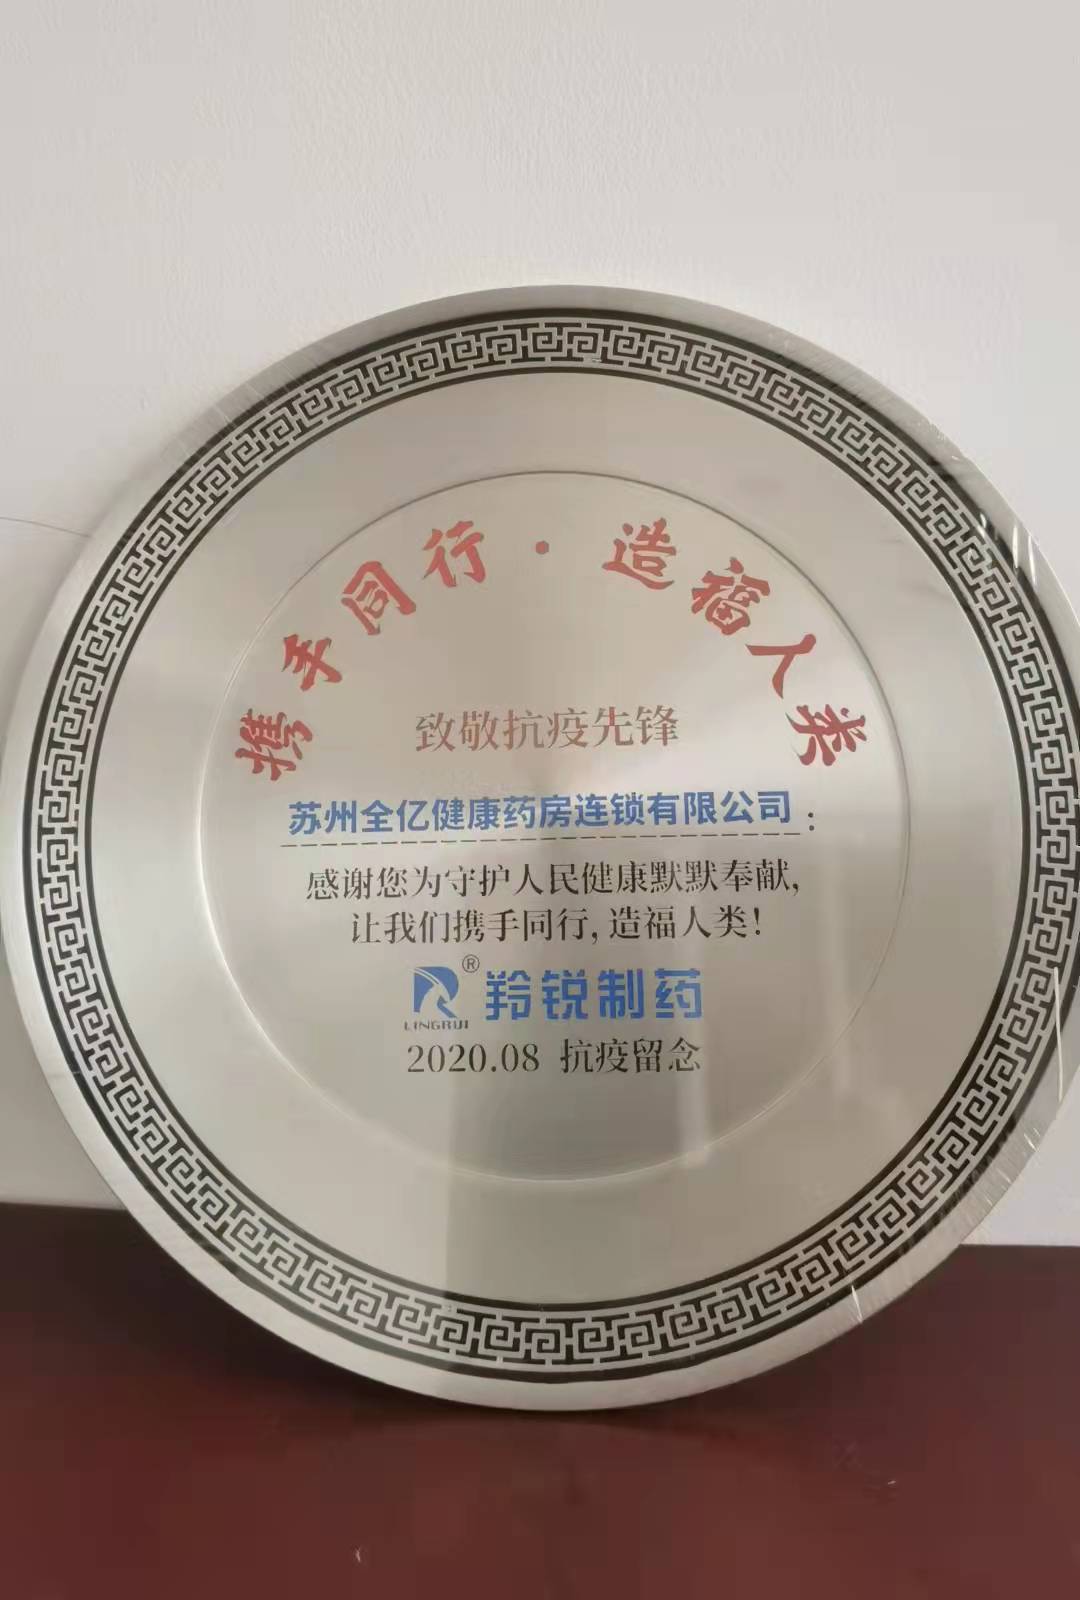 携手同行·造福人类
致敬抗疫先锋
苏州全亿健康药房连锁有限公司：
感谢您为守护人民健康默默奉献，
让我们携手同行，造福人类！
LINGRUI® 羚锐制药
2020.08 抗疫留念